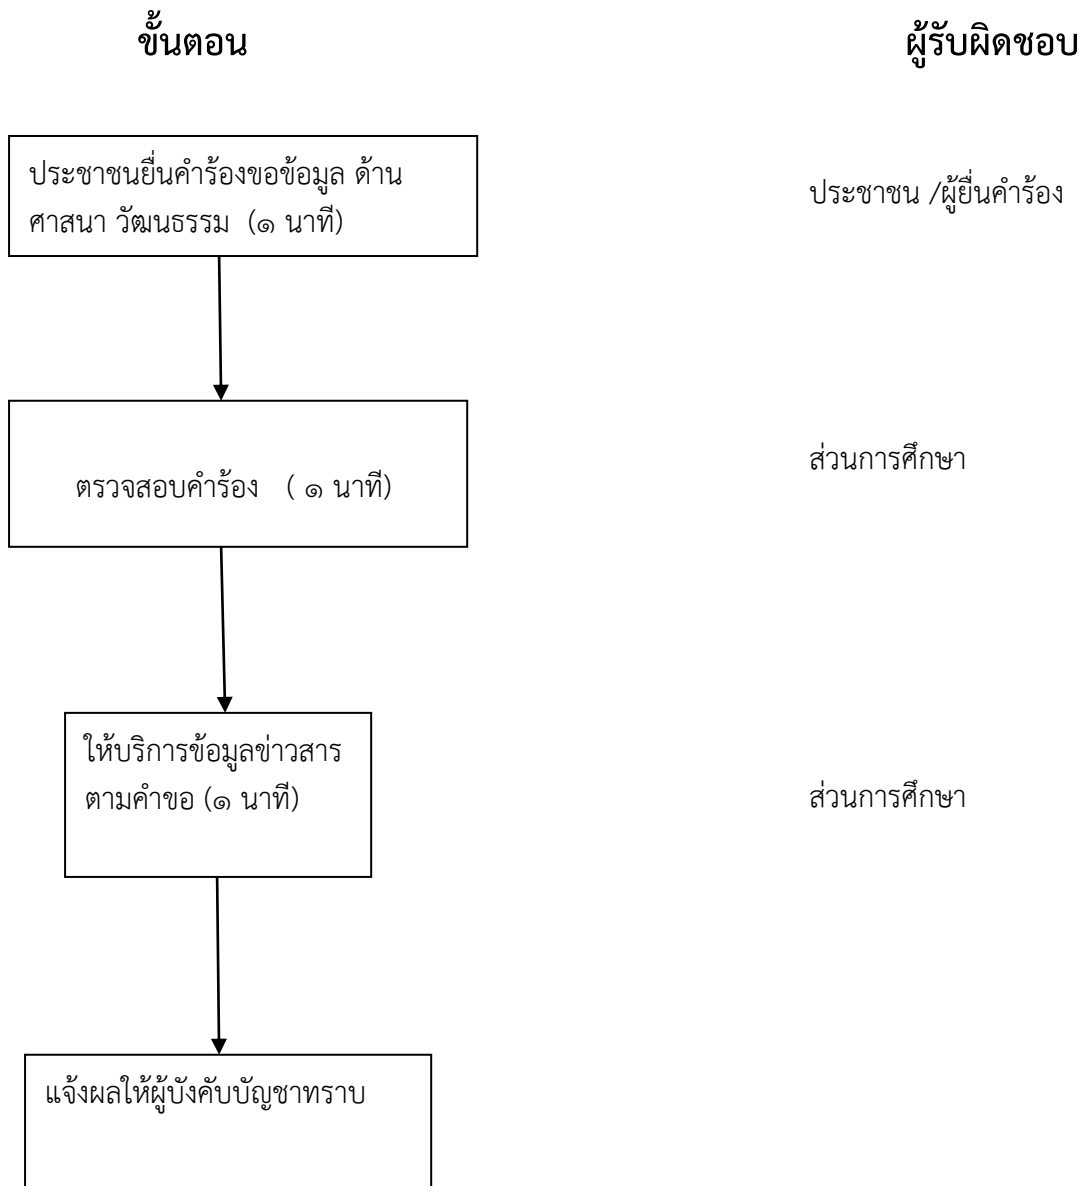 ขั้นตอน ผู้รับผิดชอบ
ประชาชนยื่นคำร้องขอข้อมูล ด้าน
ศาสนา วัฒนธรรม (๑ นาที)
ประชาชน /ผู้ยื่นคำร้อง
ตรวจสอบคำร้อง ( ๑ นาที)
ส่วนการศึกษา
ให้บริการข้อมูลข่าวสาร
ตามคำขอ (๑ นาที)
ส่วนการศึกษา
แจ้งผลให้ผู้บังคับบัญชาทราบ